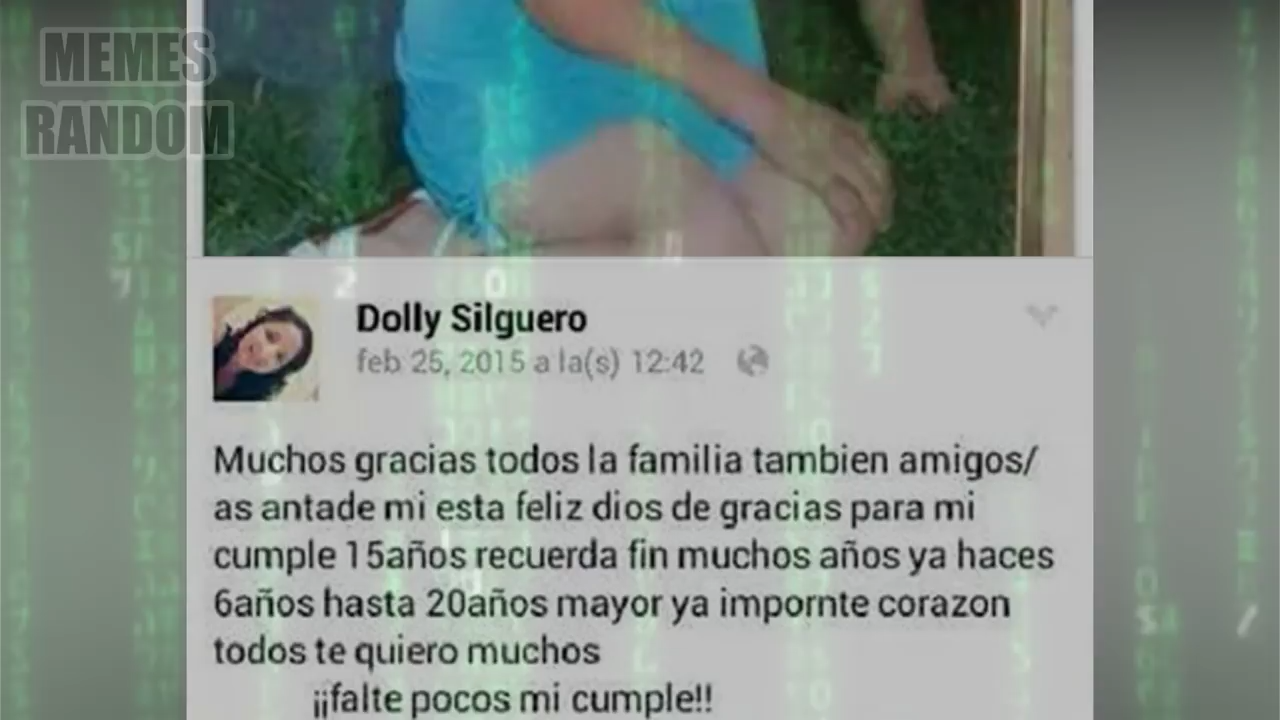 MEMES
RANDOM
Dolly Silguero
feb 25, 2015 a la(s) 12:42
Muchos gracias todos la familia tambien amigos/
as antade mi esta feliz dios de gracias para mi
cumple 15años recuerda fin muchos años ya haces
6años hasta 20años mayor ya impornte corazon
todos te quiero muchos
¡¡falte pocos mi cumple!!